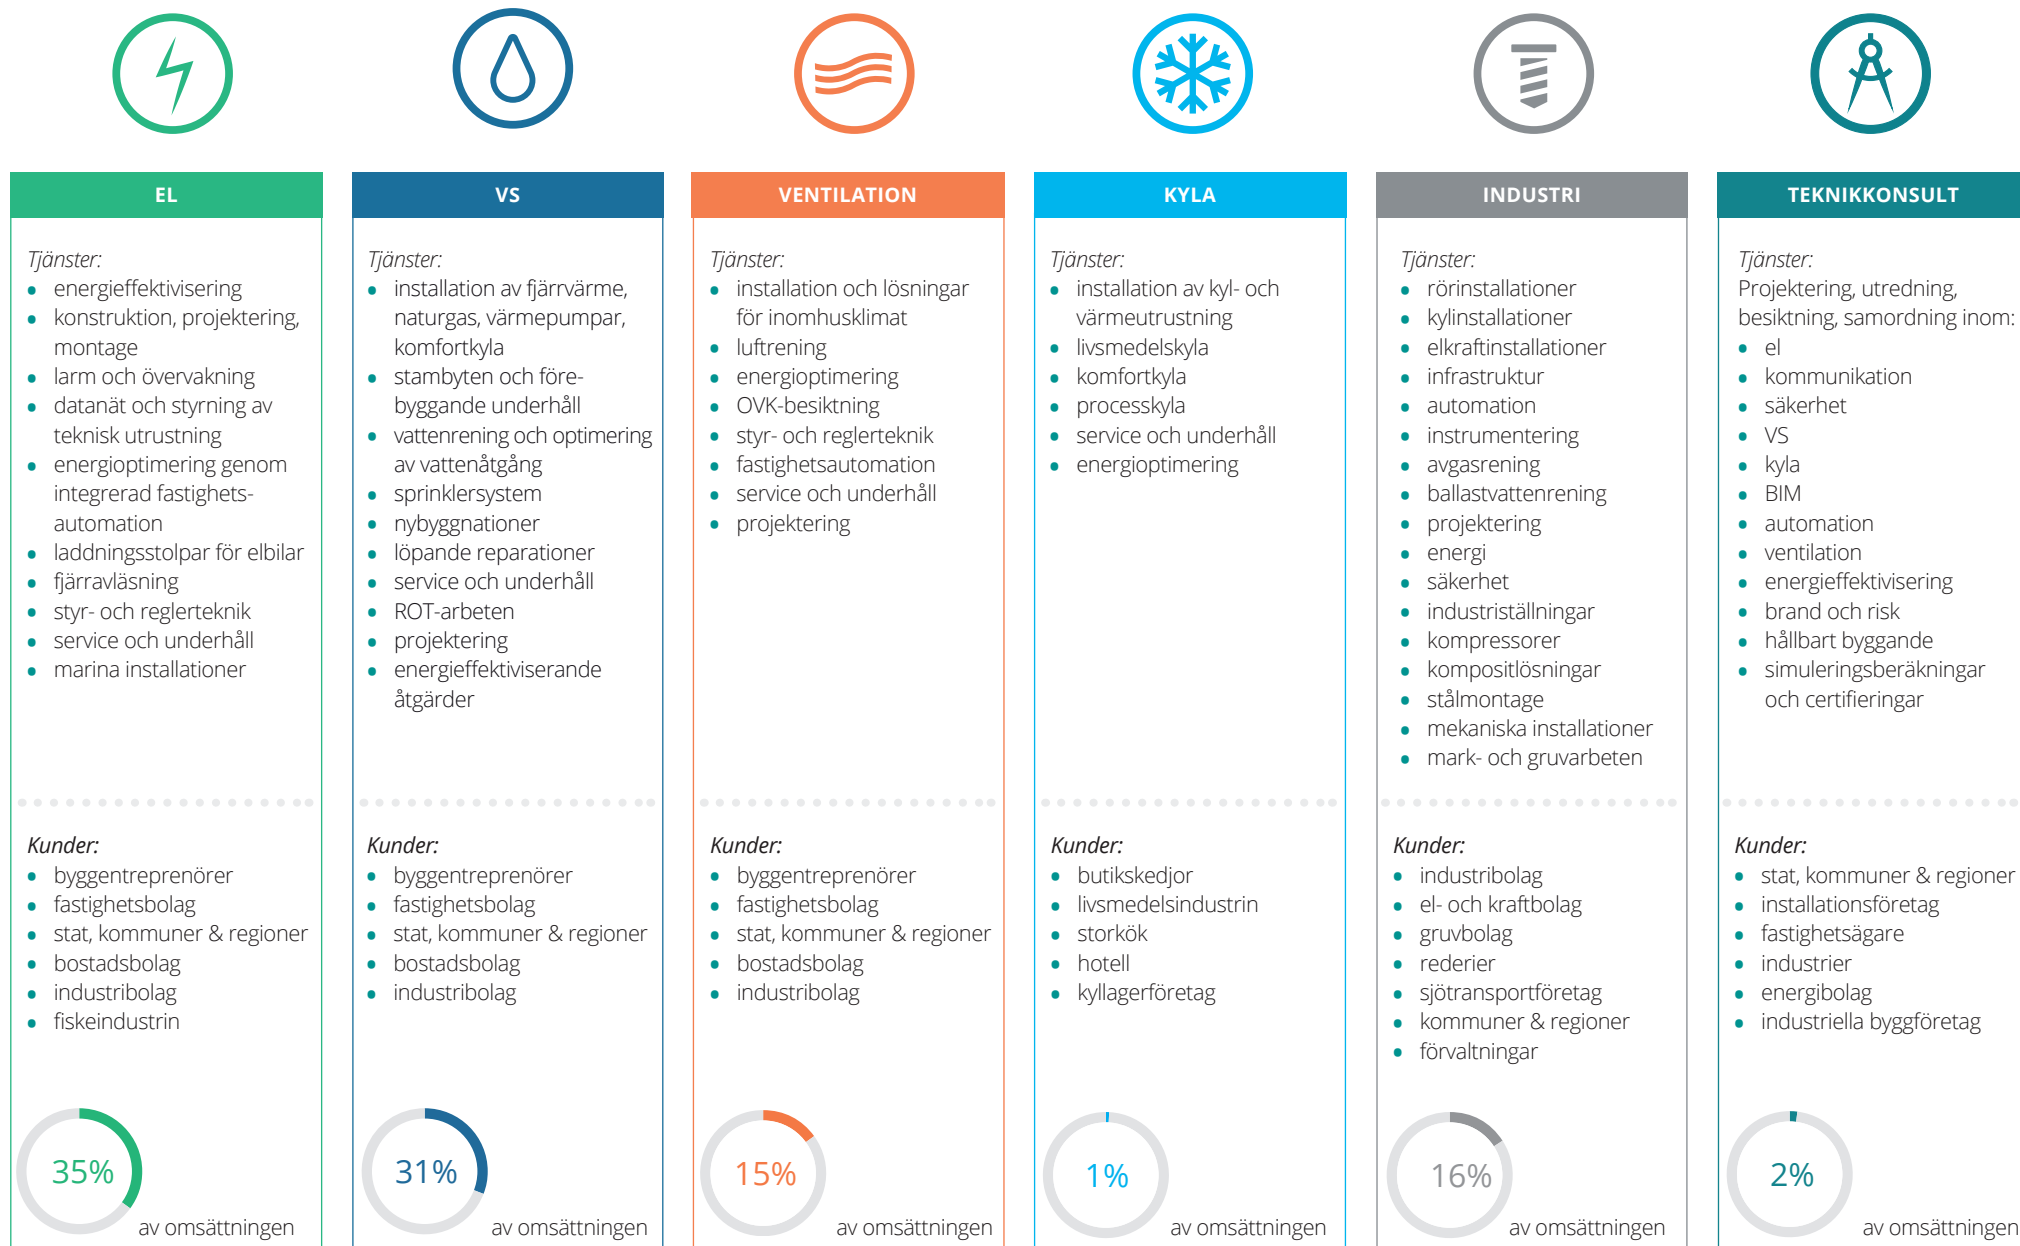 EL
Tjänster:
energieffektivisering
konstruktion, projektering,
montage
larm och övervakning
datanät och styrning av
teknisk utrustning
energioptimering genom
integrerad fastighets-
automation
laddningsstolpar för elbilar
fjärravläsning
styr- och reglerteknik
service och underhåll
marina installationer
Kunder:
byggentreprenörer
fastighetsbolag
stat, kommuner & regioner
bostadsbolag
industribolag
fiskeindustrin
35%
av omsättningen
VS
Tjänster:
installation av fjärrvärme,
naturgas, värmepumpar,
komfortkyla
stambyten och före-
byggande underhåll
vattenrening och optimering
av vattenåtgång
sprinklersystem
nybyggnationer
löpande reparationer
service och underhåll
ROT-arbeten
projektering
energieffektiviserande
åtgärder
Kunder:
byggentreprenörer
fastighetsbolag
stat, kommuner & regioner
bostadsbolag
industribolag
31%
av omsättningen
VENTILATION
Tjänster:
installation och lösningar
för inomhusklimat
luftrening
energioptimering
OVK-besiktning
styr- och reglerteknik
fastighetsautomation
service och underhåll
projektering
Kunder:
byggentreprenörer
fastighetsbolag
stat, kommuner & regioner
bostadsbolag
industribolag
15%
av omsättningen
KYLA
Tjänster:
installation av kyl- och
värmeutrustning
livsmedelskyla
komfortkyla
processkyla
service och underhåll
energioptimering
Kunder:
butikskedjor
livsmedelsindustrin
storkök
hotell
kyllagerföretag
1%
av omsättningen
INDUSTRI
Tjänster:
rörinstallationer
kylinstallationer
elkraftinstallationer
infrastruktur
automation
instrumentering
avgasrening
ballastvattenrening
projektering
energi
säkerhet
industriställningar
kompressorer
kompositlösningar
stålmontage
mekaniska installationer
mark- och gruvarbeten
Kunder:
industribolag
el- och kraftbolag
gruvbolag
rederier
sjötransportföretag
kommuner & regioner
förvaltningar
16%
av omsättningen
TEKNIKKONSULT
Tjänster:
Projektering, utredning,
besiktning, samordning inom:
el
kommunikation
säkerhet
VS
kyla
BIM
automation
ventilation
energieffektivisering
brand och risk
hållbart byggande
simuleringsberäkningar
och certifieringar
Kunder:
stat, kommuner & regioner
installationsföretag
fastighetsägare
industrier
energibolag
industriella byggföretag
2%
av omsättningen